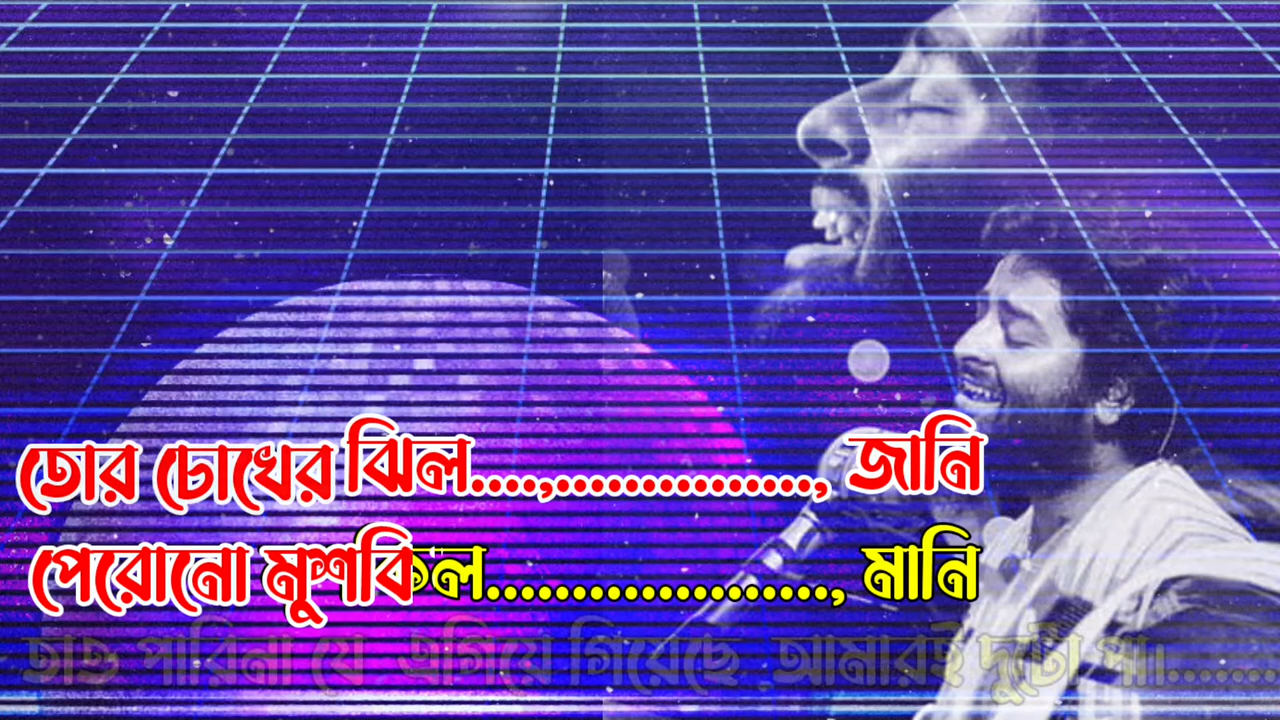 তোর চোখের ঝিল....,..............., জানি
পেরোনো মুশকিল...................., মানি
তাও পারিনা যে এগিয়ে গিয়েছে আমারই দুটো পা.......